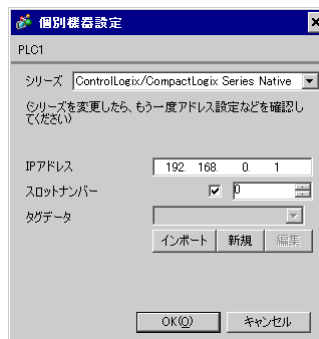 個別機器設定
PLC1
シリーズ ControlLogix/CompactLogix Series Native
(シリーズを変更したら、もう一度アドレス設定などを確認し
てください)
IPアドレス 192 168 0 1
スロットナンバー 0
タグデータ
インポート 新規 編集
OK(O) キャンセル